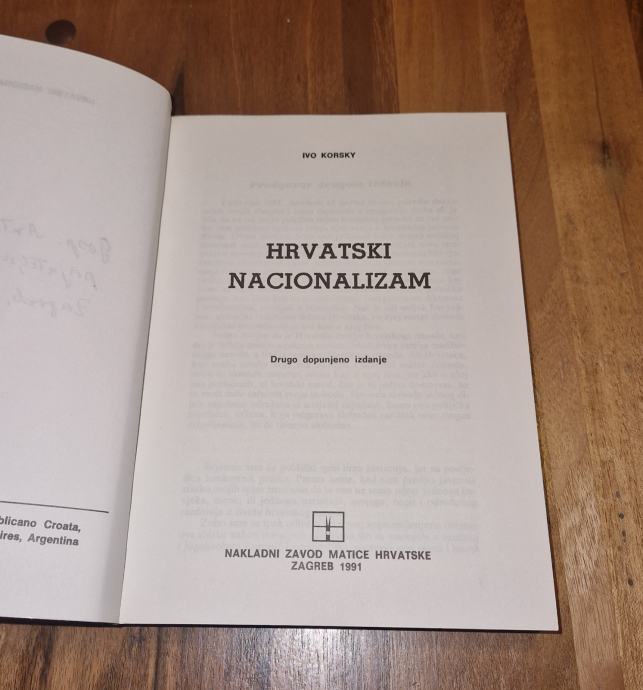 blicano Croata,
ires, Argentina
IVO KORSKY
HRVATSKI
NACIONALIZAM
Drugo dopunjeno izdanje
NAKLADNI ZAVOD MATICE HRVATSKE
ZAGREB 1991